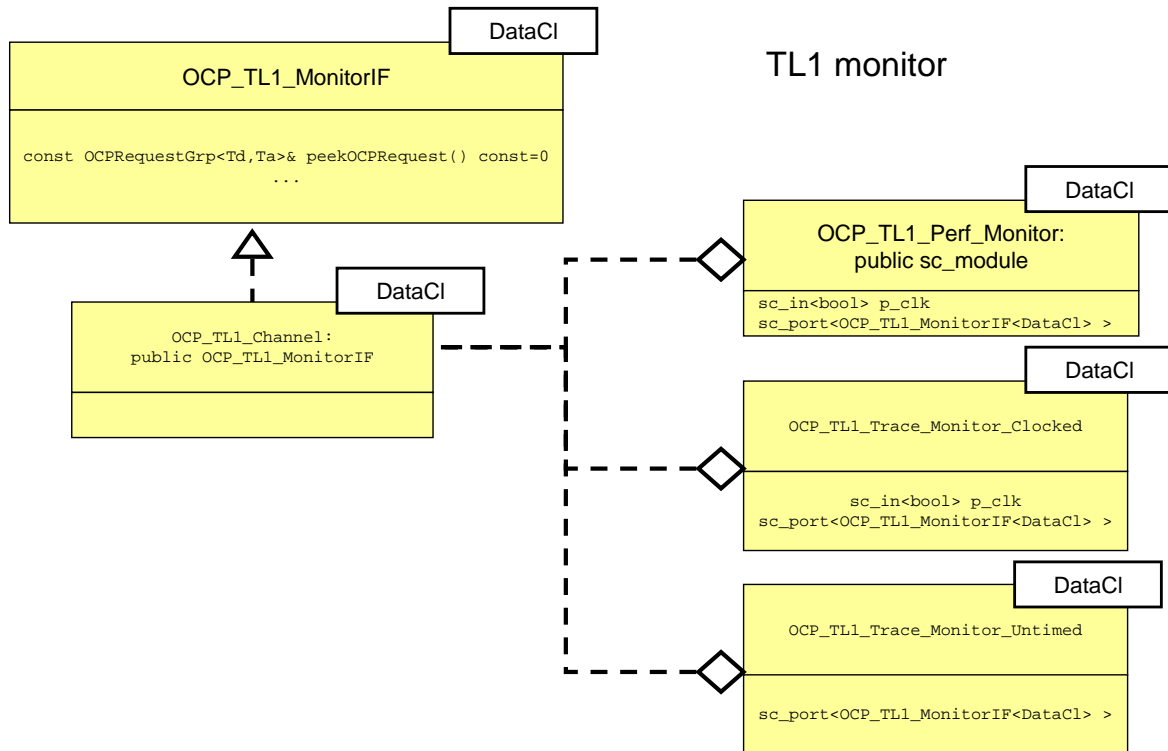 DataCl
OCP_TL1_MonitorIF
const OCPRequestGrp<Td,Ta>& peekOCPRequest() const=0
...
TL1 monitor
DataCl
OCP_TL1_Channel:
public OCP_TL1_MonitorIF
DataCl
OCP_TL1_Perf_Monitor:
public sc_module
sc_in<bool> p_clk
sc_port<OCP_TL1_MonitorIF<DataCl> >
DataCl
OCP_TL1_Trace_Monitor_Clocked
sc_in<bool> p_clk
sc_port<OCP_TL1_MonitorIF<DataCl> >
DataCl
OCP_TL1_Trace_Monitor_Untimed
sc_port<OCP_TL1_MonitorIF<DataCl> >